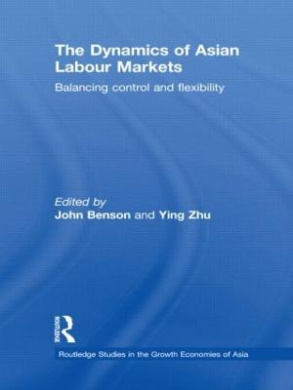 The Dynamics of Asian
Labour Markets
Balancing control and flexibility
Edited by
John Benson and Ying Zhu
ROUTLEDGE
Routledge Studies in the Growth Economies of Asia